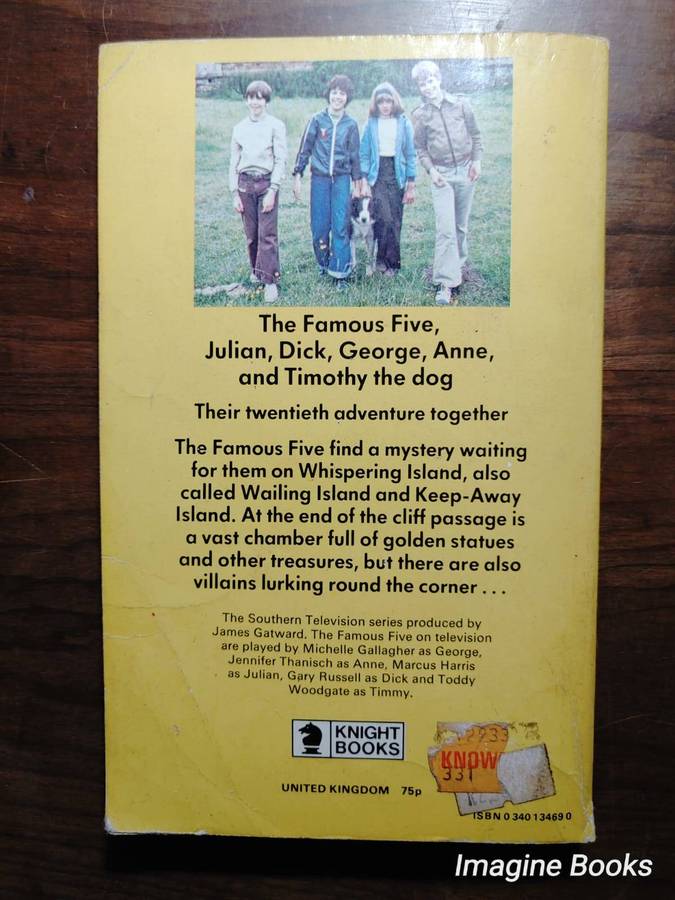 The Famous Five,
Julian, Dick, George, Anne,
and Timothy the dog
Their twentieth adventure together
The Famous Five find a mystery waiting
for them on Whispering Island, also
called Wailing Island and Keep-Away
Island. At the end of the cliff passage is
a vast chamber full of golden statues
and other treasures, but there are also
villains lurking round the corner . . .
The Southern Television series produced by
James Gatward. The Famous Five on television
are played by Michelle Gallagher as George,
Jennifer Thanisch as Anne, Marcus Harris
as Julian, Gary Russell as Dick and Toddy
Woodgate as Timmy.
KNIGHT
BOOKS
KNOW
331
UNITED KINGDOM 75p
ISBN 0 340 13469 0
Imagine Books